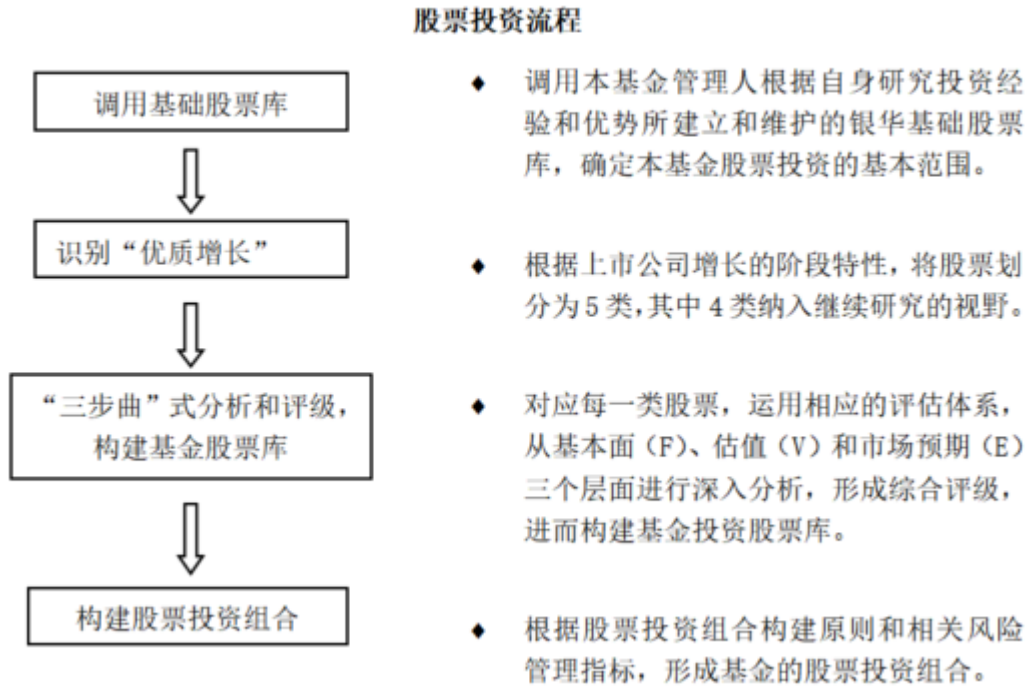 股票投资流程
调用基础股票库
◆ 调用本基金管理人根据自身研究投资经
验和优势所建立和维护的银华基础股票
库，确定本基金股票投资的基本范围。
识别“优质增长”
◆ 根据上市公司增长的阶段特性，将股票划
分为5类，其中4类纳入继续研究的视野。
“三步曲”式分析和评级，
构建基金股票库
◆ 对应每一类股票，运用相应的评估体系，
从基本面（F）、估值（V）和市场预期（E）
三个层面进行深入分析，形成综合评级，
进而构建基金投资股票库。
构建股票投资组合
◆ 根据股票投资组合构建原则和相关风险
管理指标，形成基金的股票投资组合。